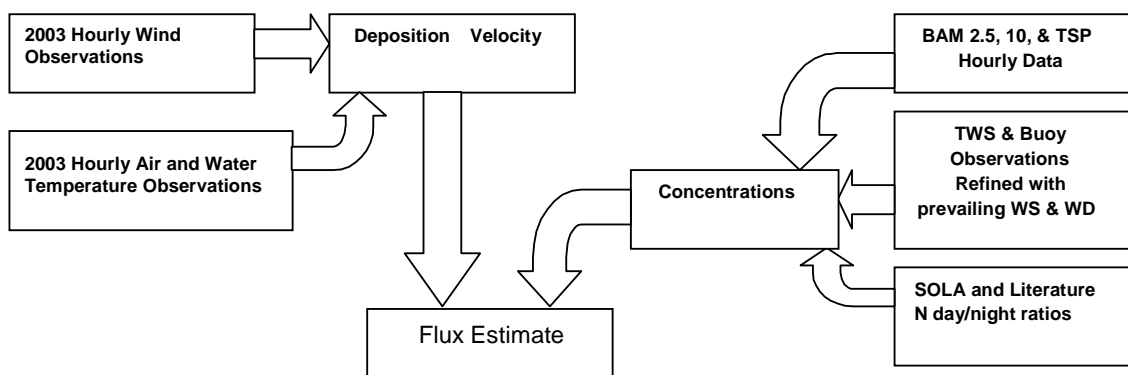 2003 Hourly Wind
Observations
Deposition Velocity
BAM 2.5, 10, & TSP
Hourly Data
2003 Hourly Air and Water
Temperature Observations
TWS & Buoy
Observations
Refined with
prevailing WS & WD
Concentrations
SOLA and Literature
N day/night ratios
Flux Estimate